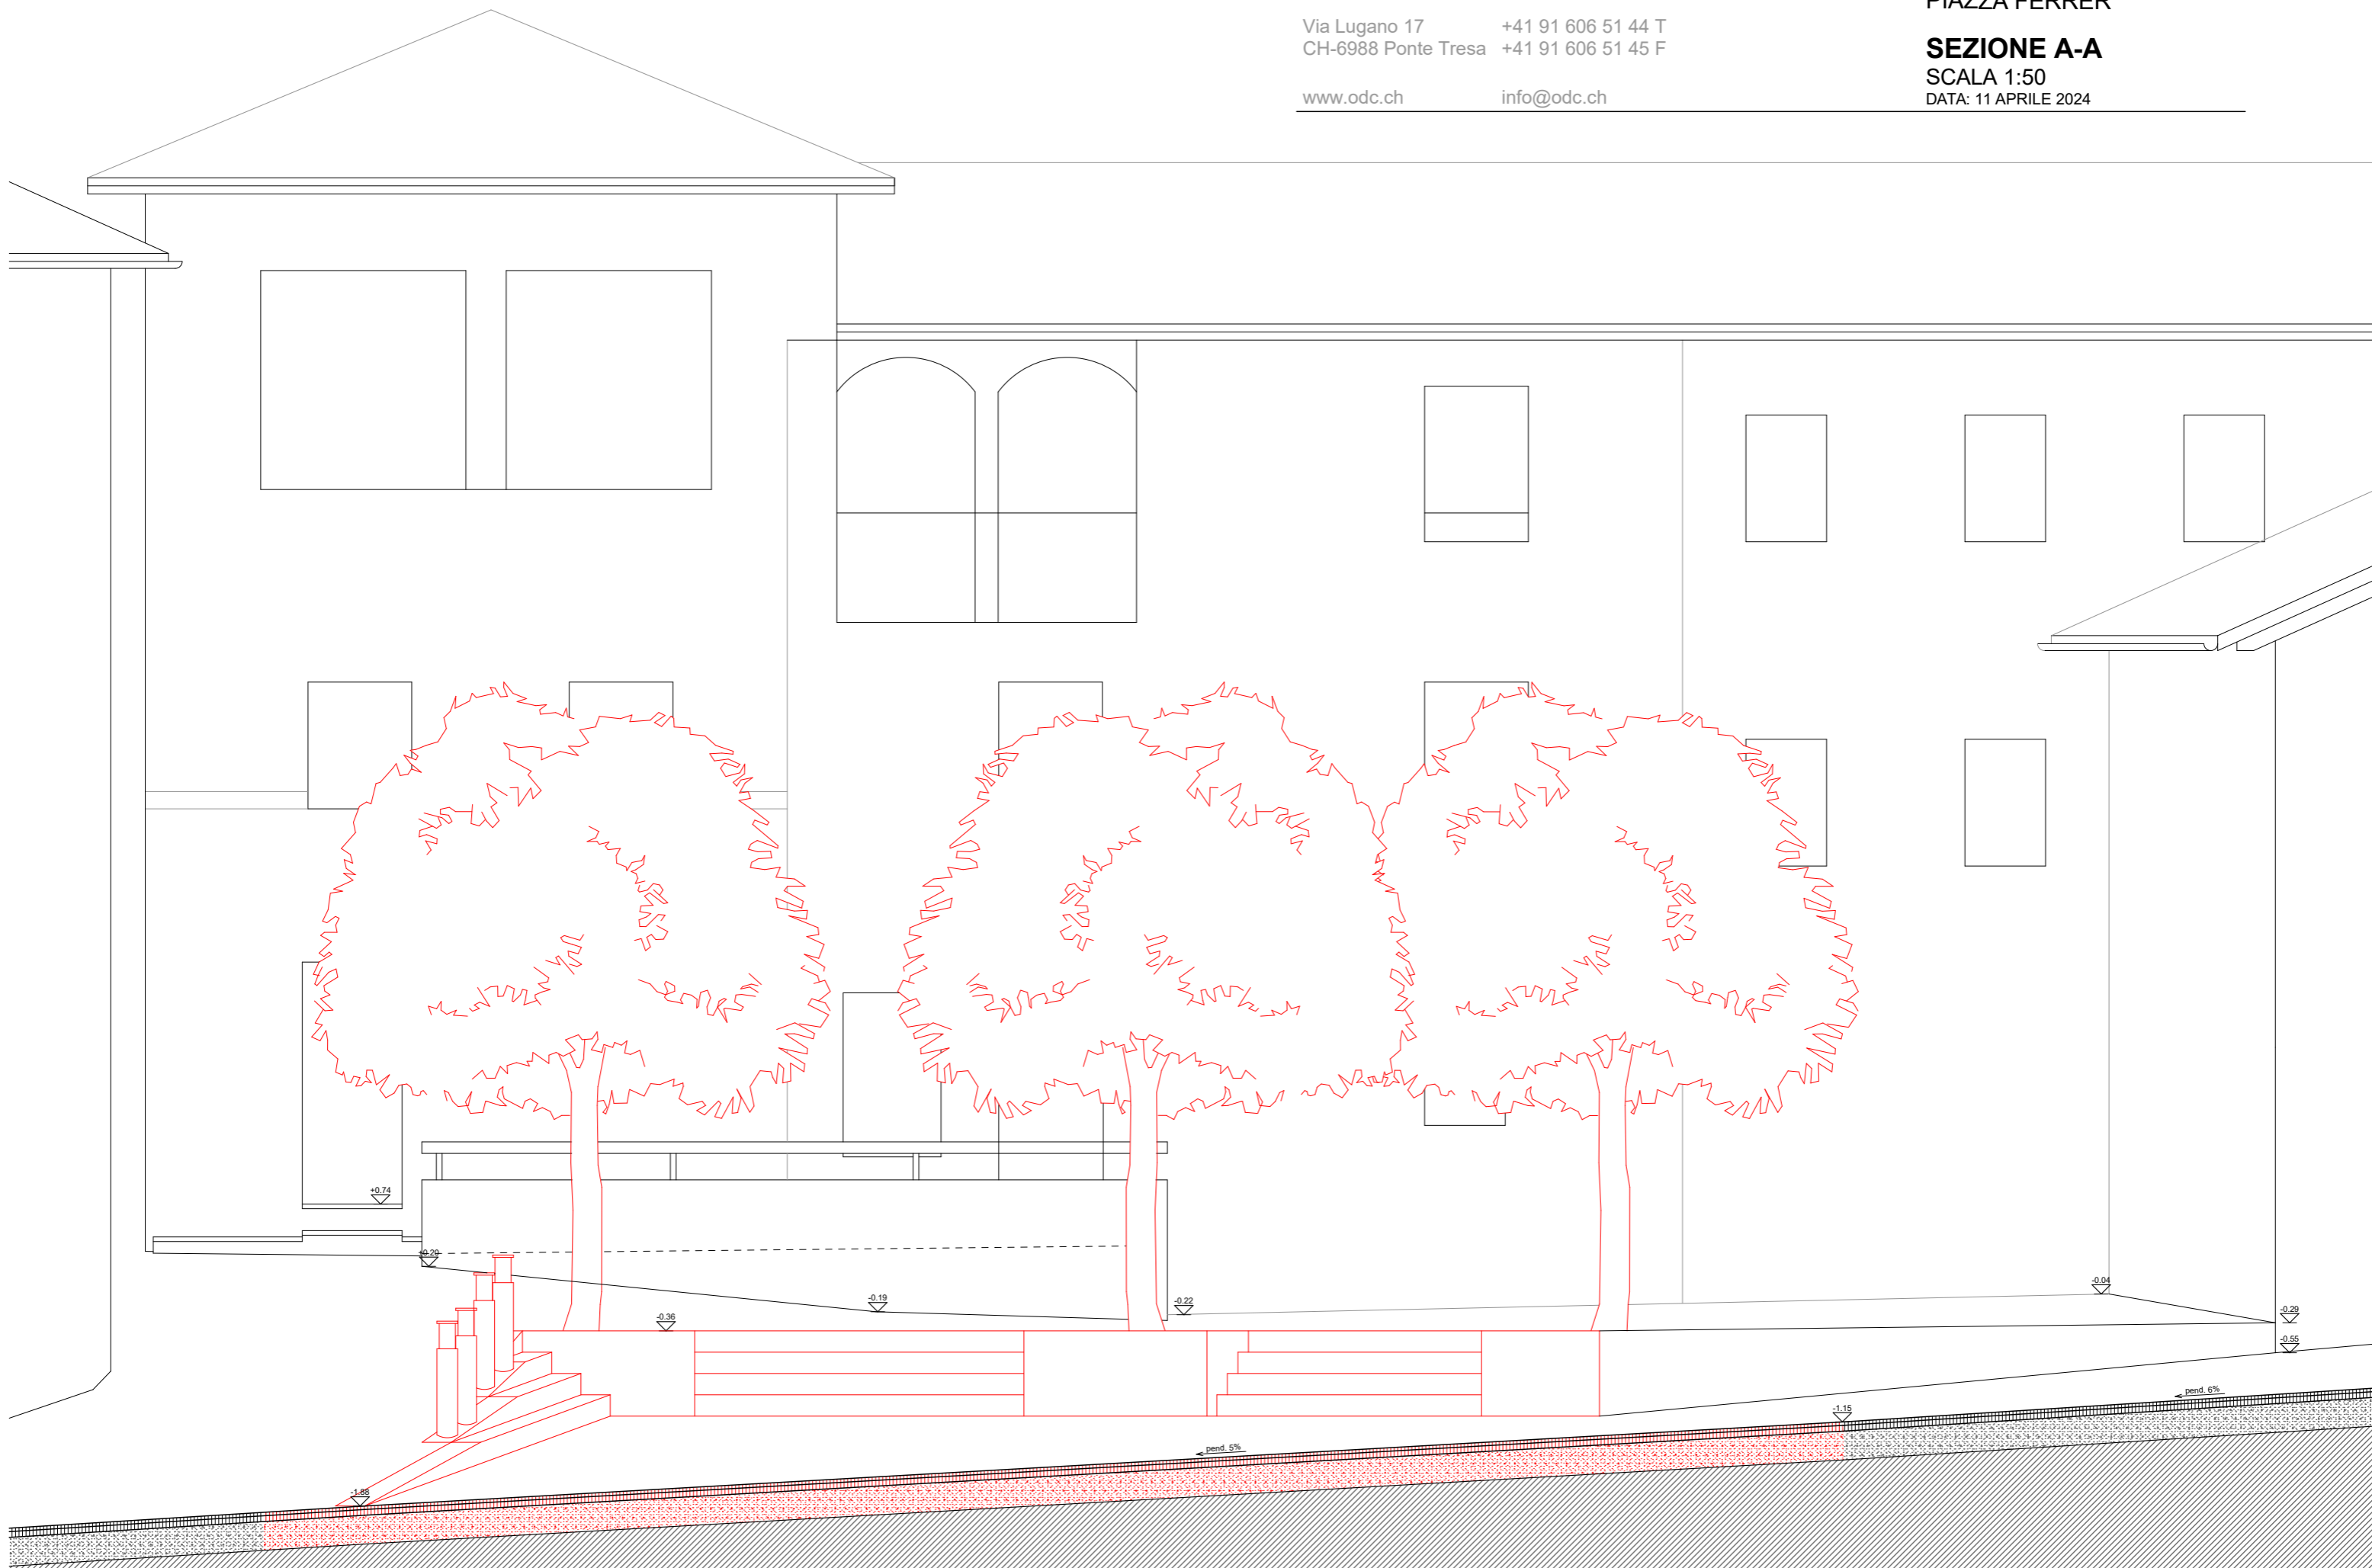 PIAZZA FERRER
Via Lugano 17 +41 91 606 51 44 T
CH-6988 Ponte Tresa +41 91 606 51 45 F
www.odc.ch info@odc.ch
SEZIONE A-A
SCALA 1:50
DATA: 11 APRILE 2024
+0.74
+0.20
-0.19
-0.22
-0.04
-0.36
-0.29
-0.55
pend. 6%
-1.15
pend. 5%
-1.88